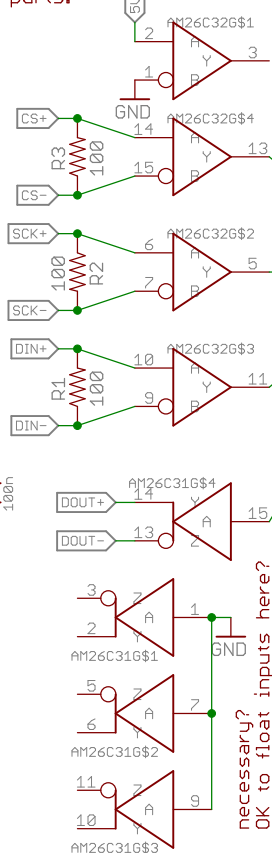 parts.
5V
AM26C32G$1
2
A
Y
3
1
B
GND
AM26C32G$4
CS+
14
A
Y
13
R3
100
15
B
CS-
AM26C32G$2
SCK+
6
A
Y
5
100
R2
7
B
SCK-
AM26C32G$3
DIN+
10
A
Y
11
R1
100
9
B
DIN-
100n
AM26C31G$4
DOUT+
14
Y
A
15
DOUT-
13
Z
3
Z
A
1
2
Y
GND
AM26C31G$1
5
Z
A
7
6
Y
AM26C31G$2
11
Z
A
9
10
Y
AM26C31G$3
necessary?
OK to float inputs here?